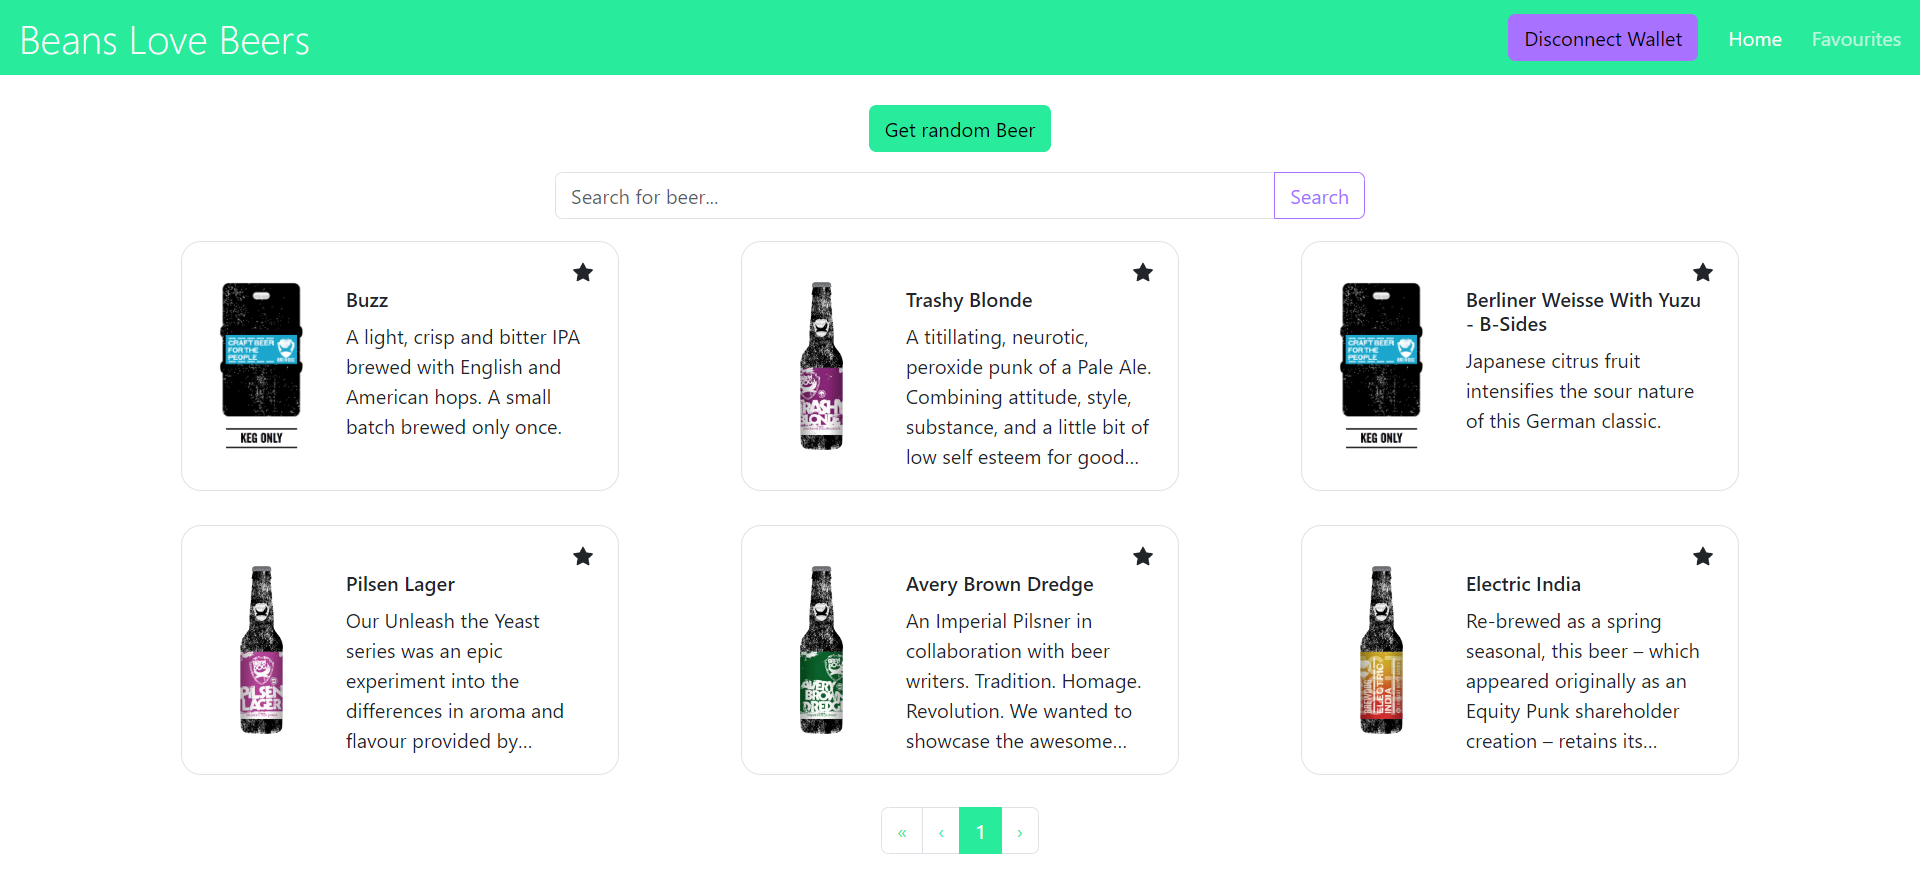 Beans Love Beers
Disconnect Wallet
Home
Favourites
Get random Beer
Search for beer...
Search
CRAFT BEER
FOR THE
PEOPLE
KEG ONLY
Buzz
A light, crisp and bitter IPA
brewed with English and
American hops. A small
batch brewed only once.
TRASHY
BLONDE
Trashy Blonde
A titillating, neurotic,
peroxide punk of a Pale Ale.
Combining attitude, style,
substance, and a little bit of
low self esteem for good...
CRAFT BEER
FOR THE
PEOPLE
KEG ONLY
Berliner Weisse With Yuzu
- B-Sides
Japanese citrus fruit
intensifies the sour nature
of this German classic.
PILSEN
LAGER
Pilsen Lager
Our Unleash the Yeast
series was an epic
experiment into the
differences in aroma and
flavour provided by...
AVERY
BROWN
DREDGE
Avery Brown Dredge
An Imperial Pilsner in
collaboration with beer
writers. Tradition. Homage.
Revolution. We wanted to
showcase the awesome...
ELECTRIC
INDIA
Electric India
Re-brewed as a spring
seasonal, this beer – which
appeared originally as an
Equity Punk shareholder
creation – retains its...
« ‹ 1 ›